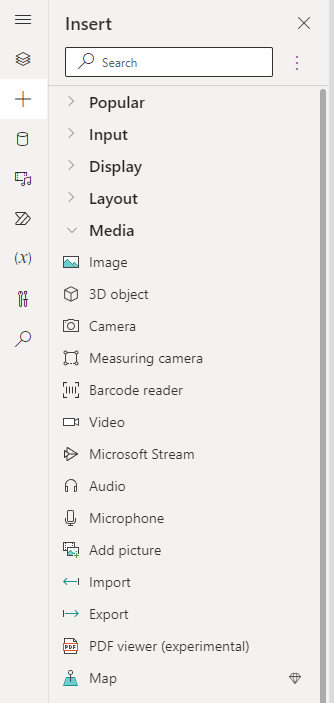 Insert
Search
Popular
Input
Display
Layout
Media
Image
3D object
Camera
Measuring camera
Barcode reader
Video
Microsoft Stream
Audio
(x)
Microphone
Add picture
Import
Export
PDF viewer (experimental)
Map